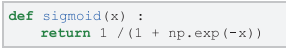 def sigmoid(x) :
    return 1 /(1 + np.exp(-x))